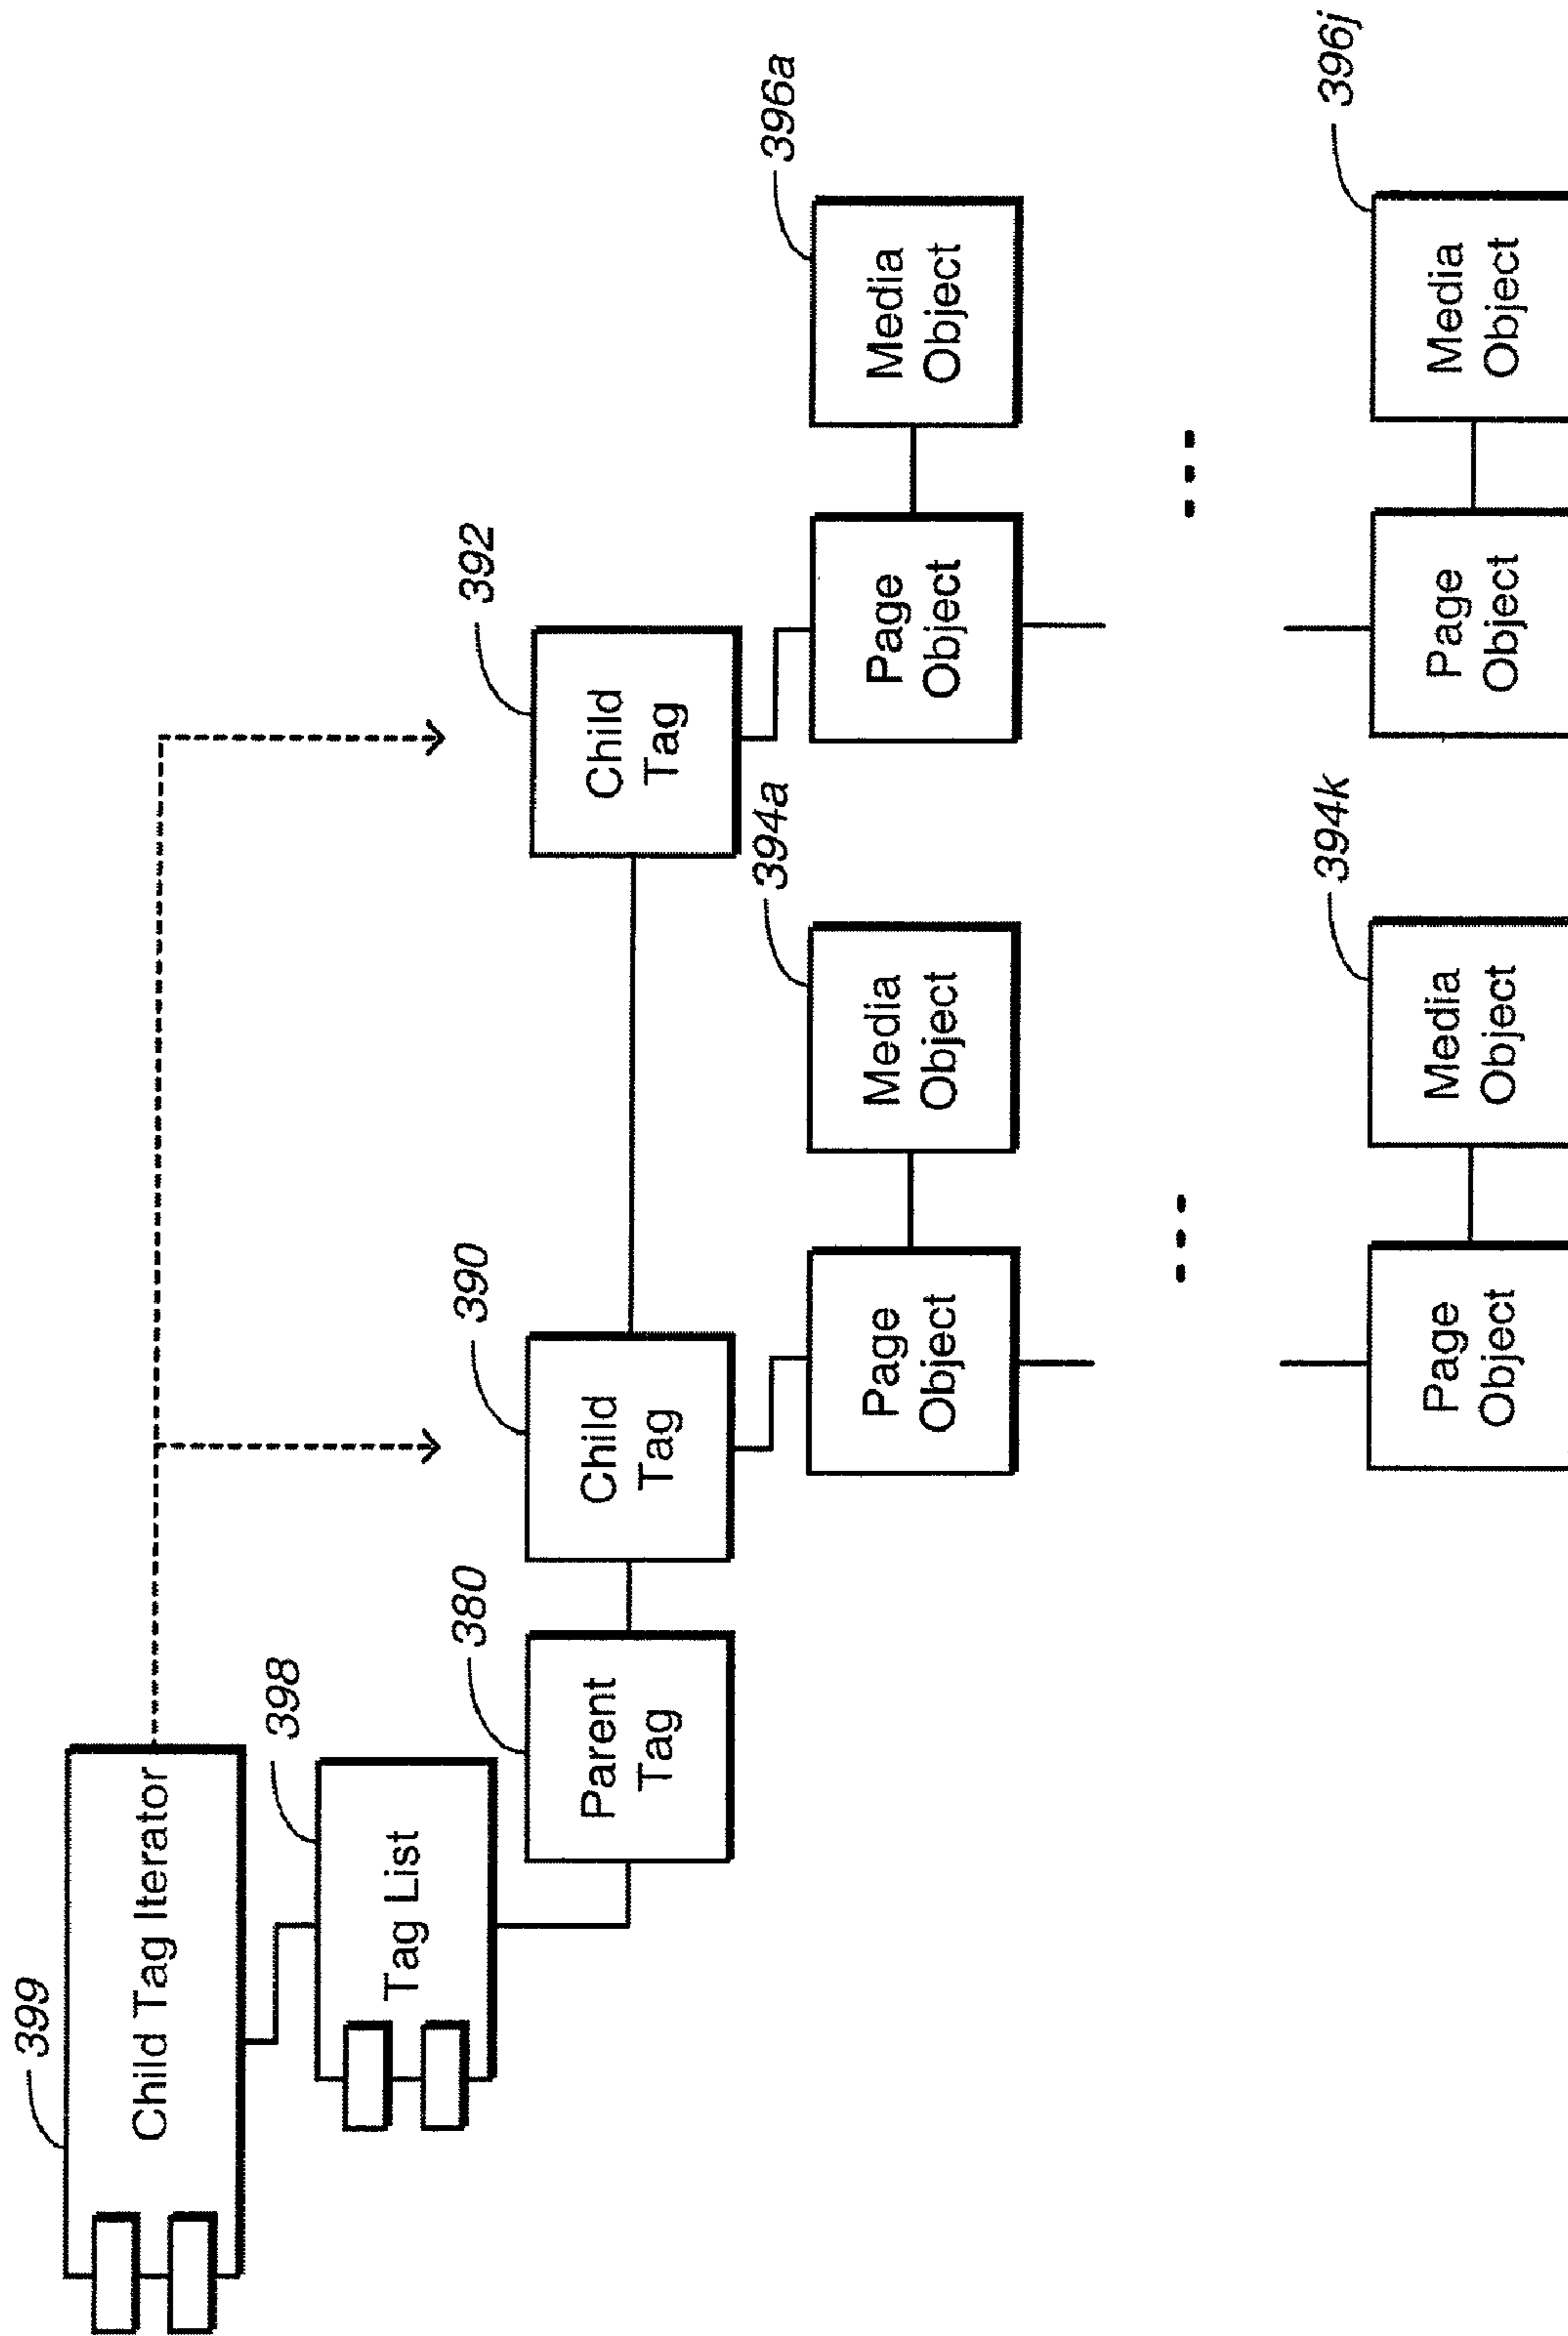 399
Child Tag Iterator
398
Tag List
380
Parent
Tag
390
Child
Tag
392
Child
Tag
394a
Page
Object
Media
Object
396a
Page
Object
Media
Object
394k
Page
Object
Media
Object
396j
Page
Object
Media
Object